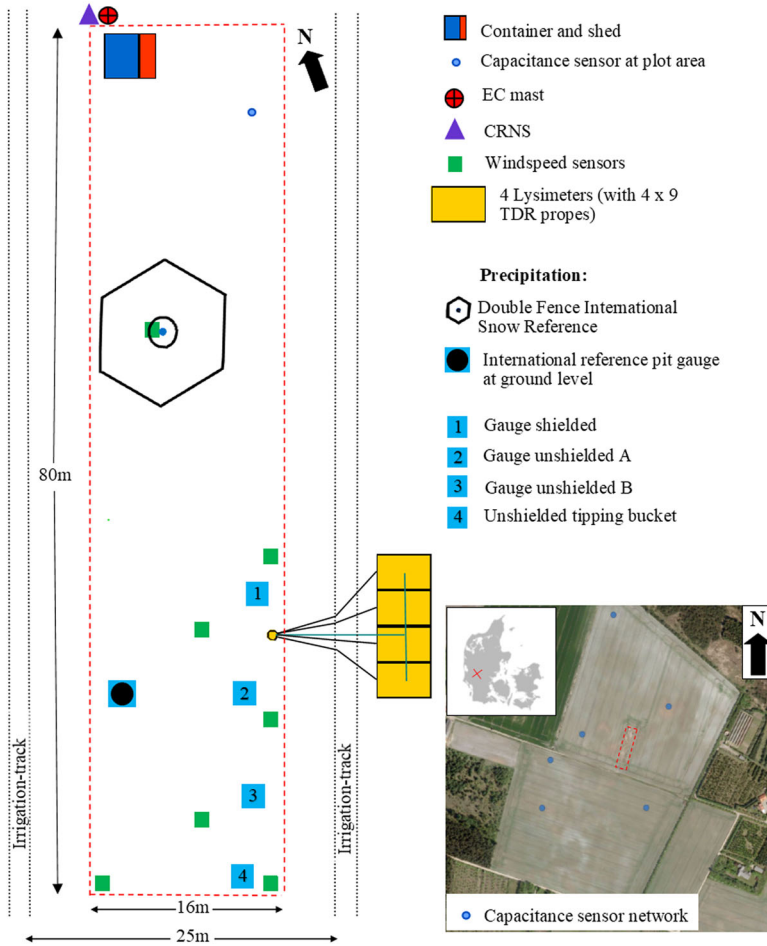 N
Container and shed
Capacitance sensor at plot area
EC mast
CRNS
Windspeed sensors
4 Lysimeters (with 4 x 9
TDR propes)
Precipitation:
Double Fence International
Snow Reference
International reference pit gauge
at ground level
1 Gauge shielded
2 Gauge unshielded A
3 Gauge unshielded B
4 Unshielded tipping bucket
80m
1
2
3
4
Irrigation-track
Irrigation-track
16m
25m
N
Capacitance sensor network